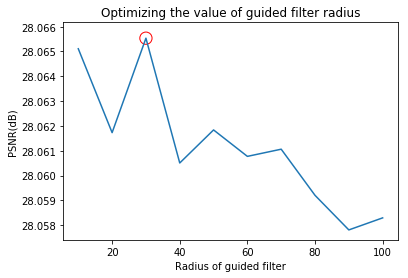 Optimizing the value of guided filter radius
28.066
28.065
28.064
28.063
28.062
28.061
28.060
28.059
28.058
PSNR(dB)
20 40 60 80 100
Radius of guided filter